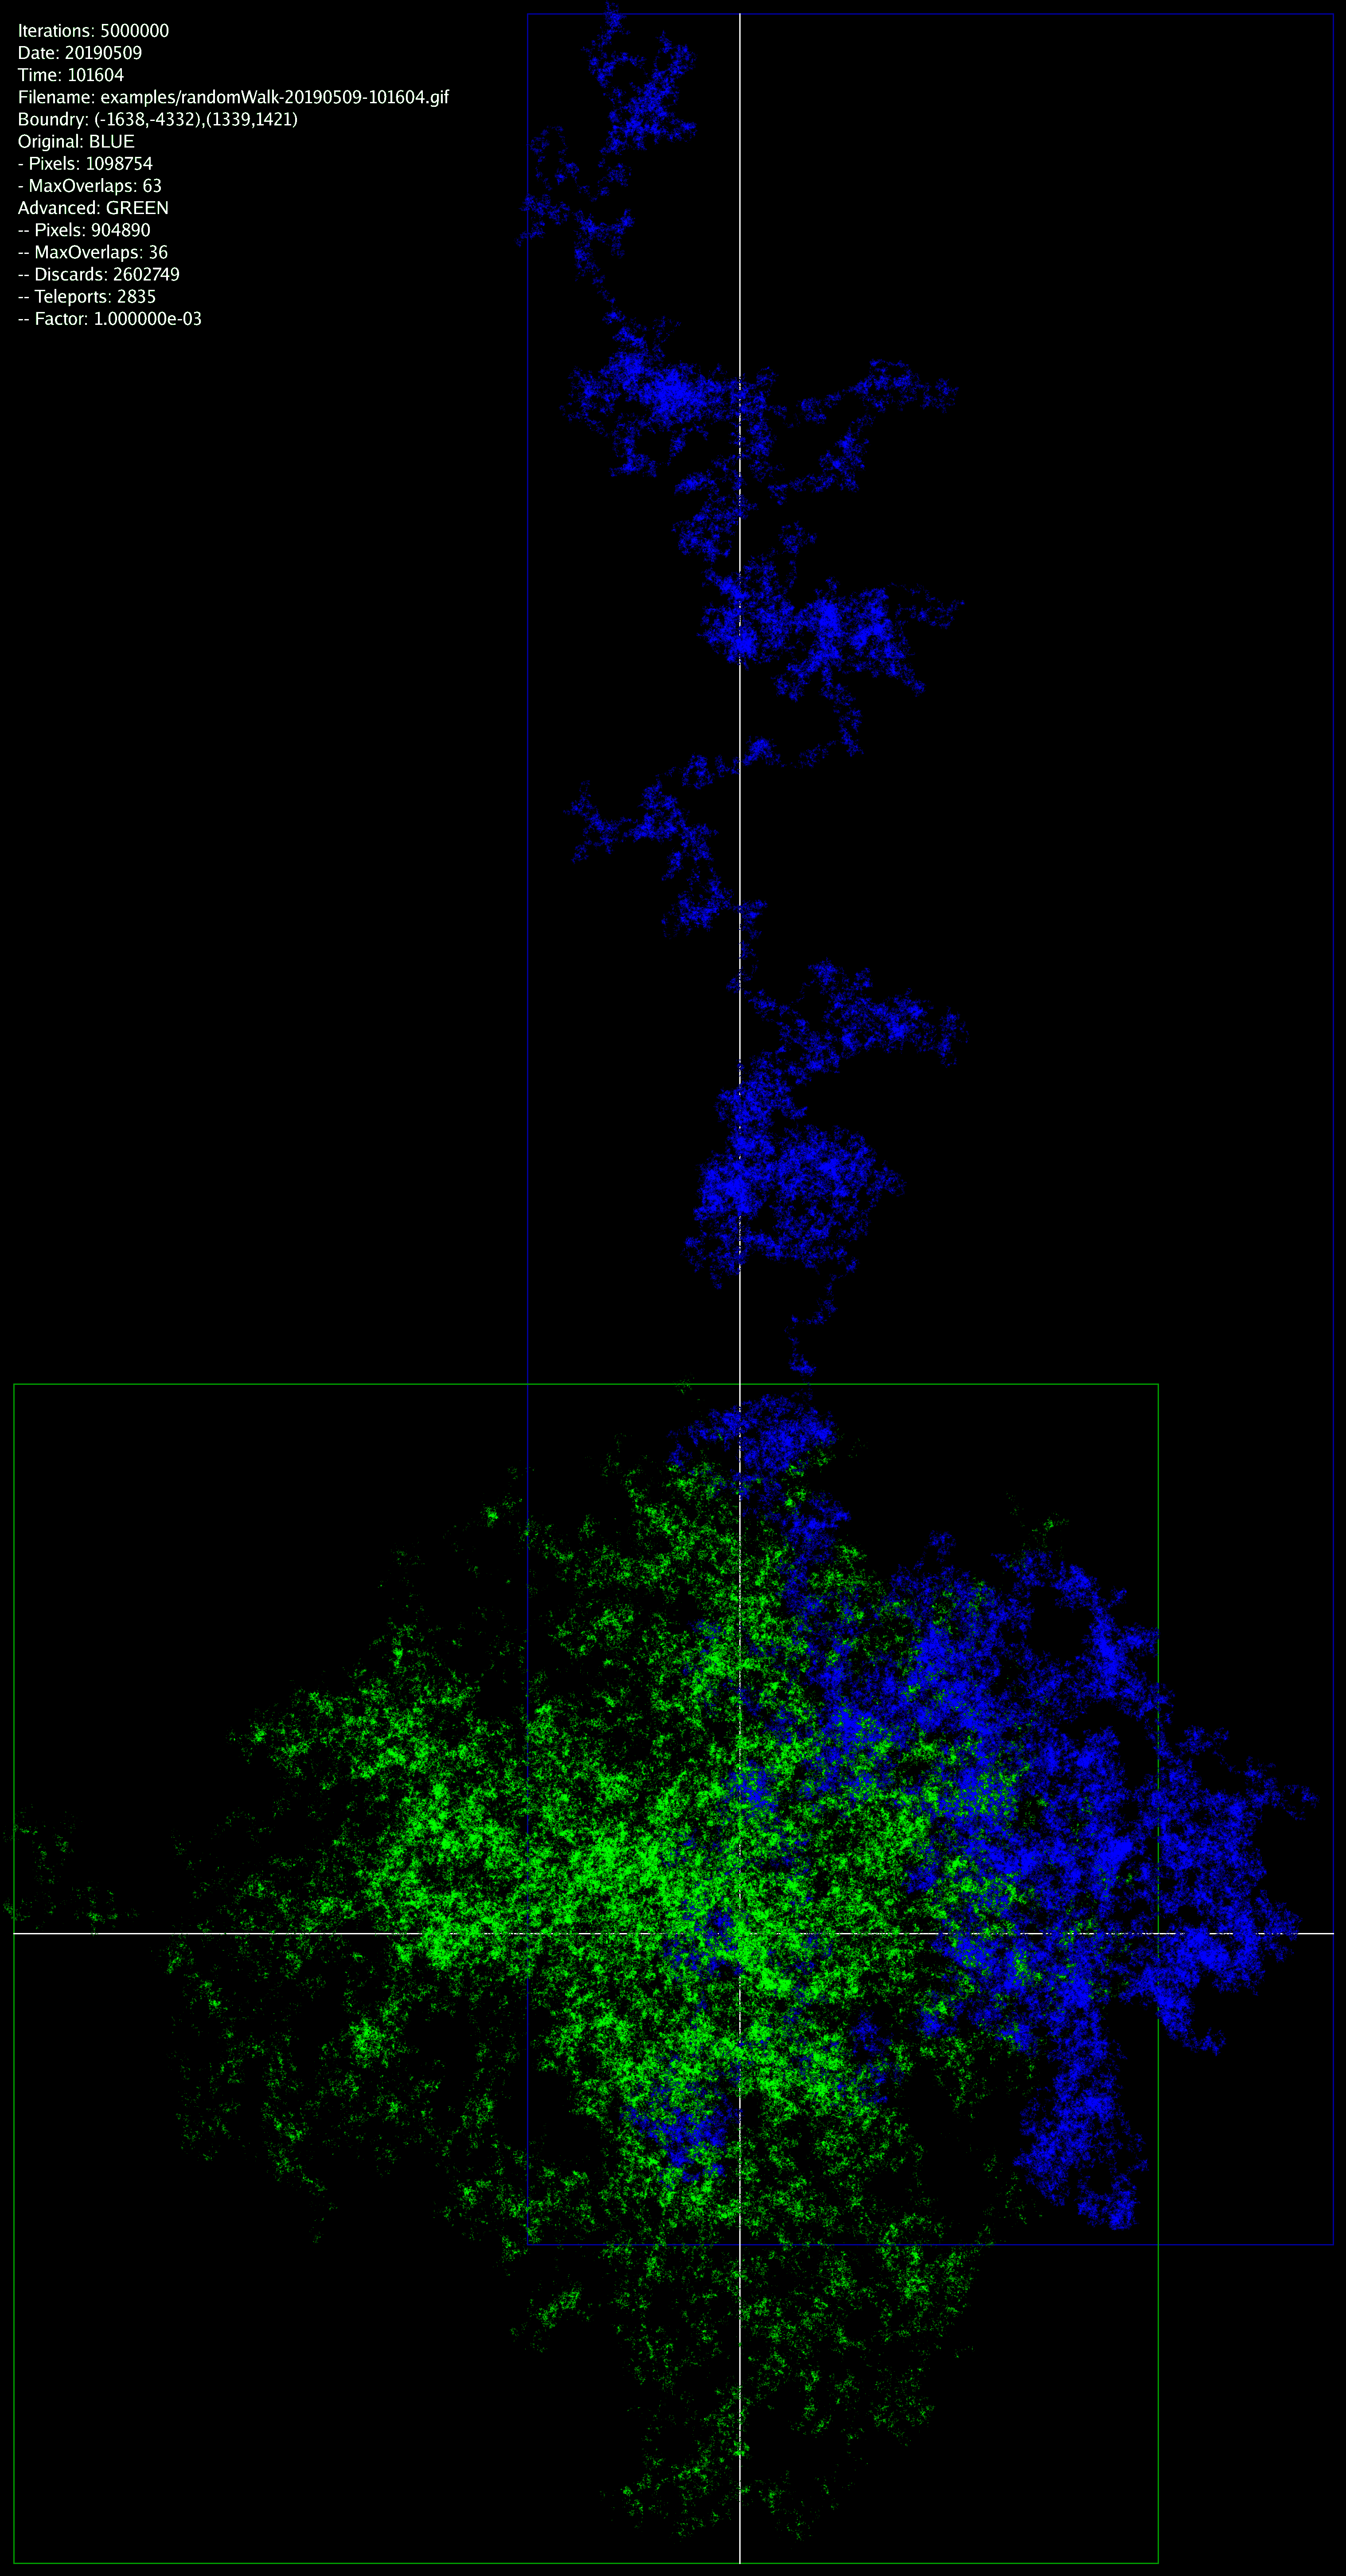 Iterations: 5000000
Date: 20190509
Time: 101604
Filename: examples/randomWalk-20190509-101604.gif
Boundry: (-1638,-4332),(1339,1421)
Original: BLUE
- Pixels: 1098754
- MaxOverlaps: 63
Advanced: GREEN
-- Pixels: 904890
-- MaxOverlaps: 36
-- Discards: 2602749
-- Teleports: 2835
-- Factor: 1.000000e-03